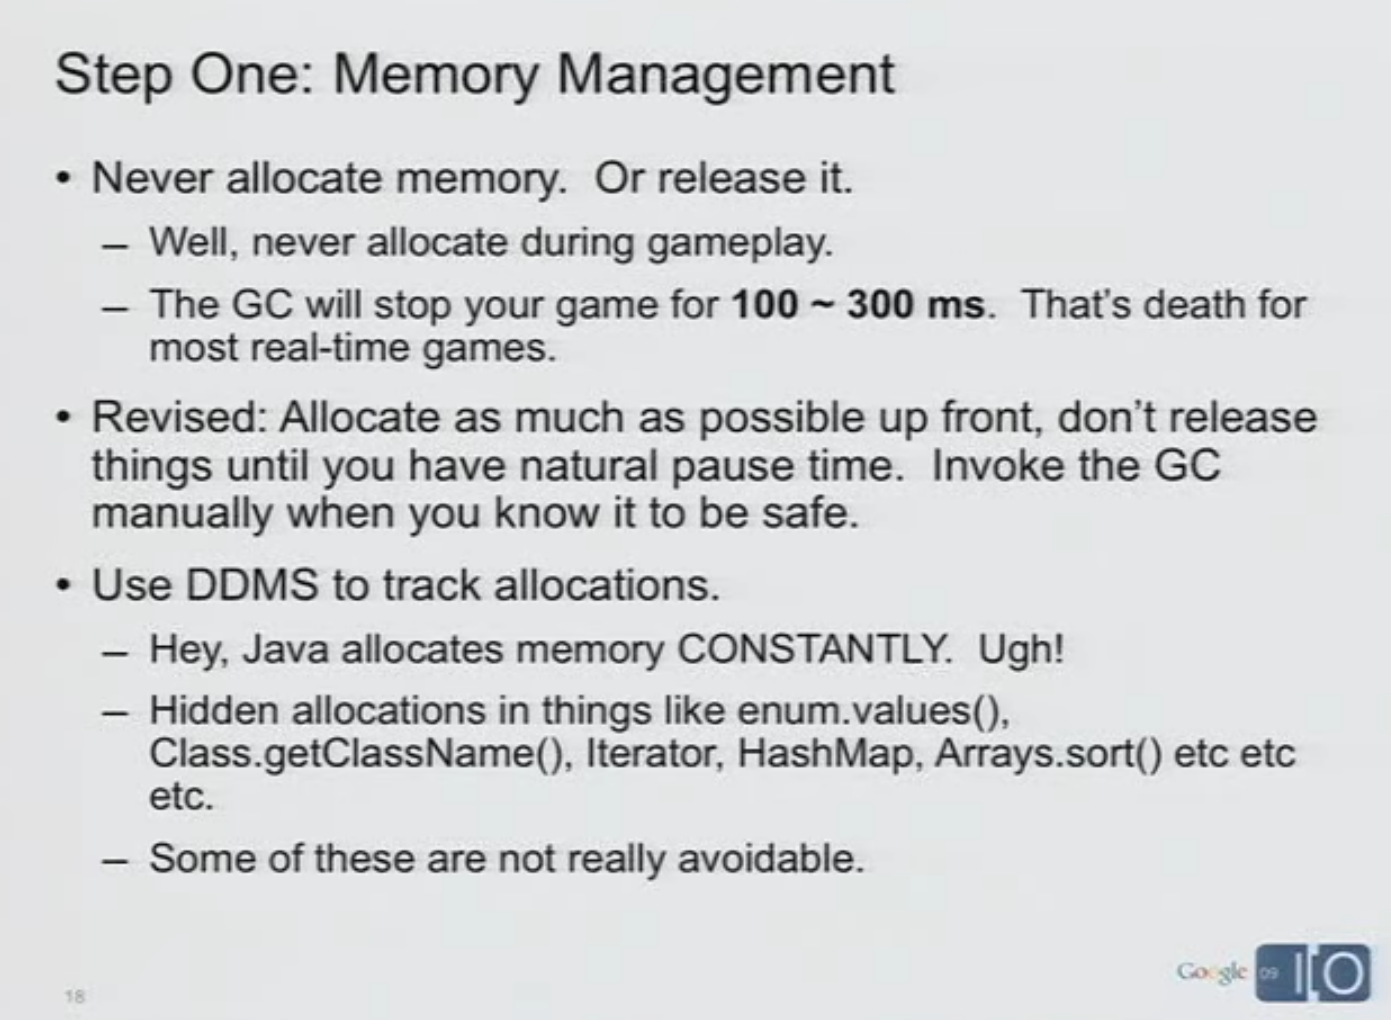 Step One: Memory Management
• Never allocate memory. Or release it.
– Well, never allocate during gameplay.
– The GC will stop your game for 100 ~ 300 ms. That's death for
most real-time games.
• Revised: Allocate as much as possible up front, don't release
things until you have natural pause time. Invoke the GC
manually when you know it to be safe.
• Use DDMS to track allocations.
– Hey, Java allocates memory CONSTANTLY. Ugh!
– Hidden allocations in things like enum.values(),
Class.getClassName(), Iterator, HashMap, Arrays.sort() etc etc
etc.
– Some of these are not really avoidable.
Google 09 IO
18